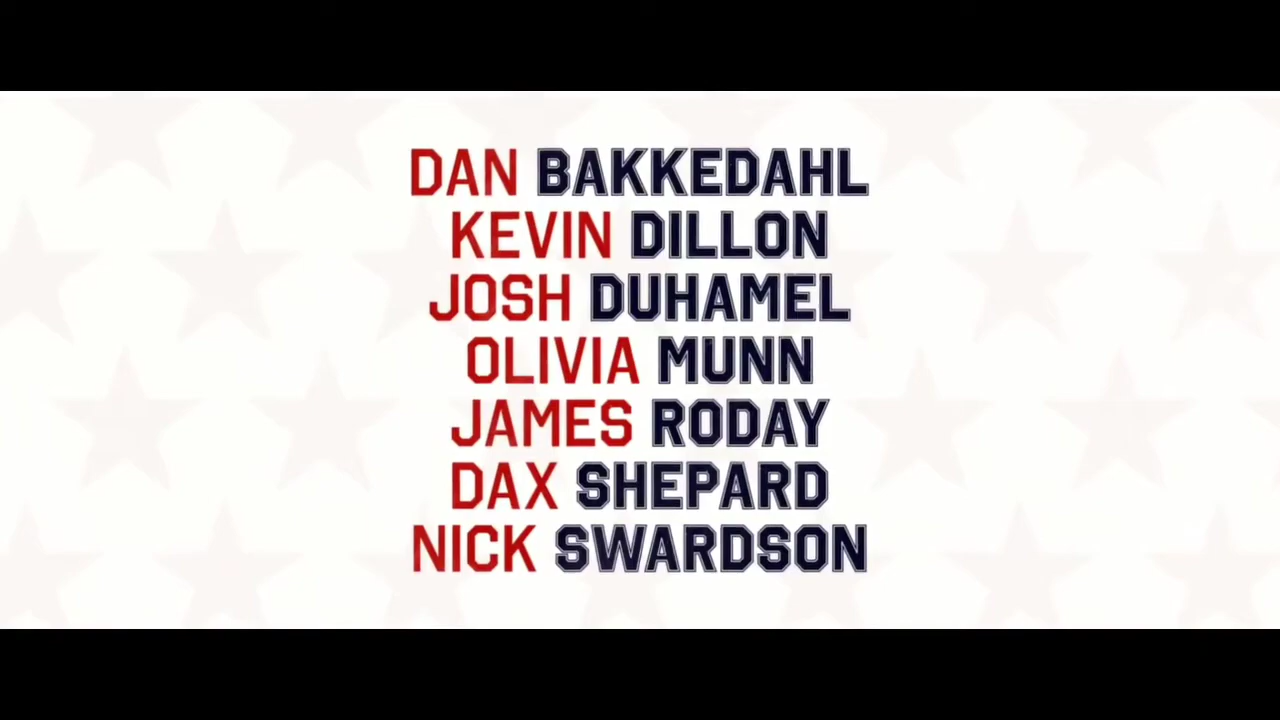 DAN BAKKEDAHL
KEVIN DILLON
JOSH DUHAMEL
OLIVIA MUNN
JAMES RODAY
DAX SHEPARD
NICK SWARDSON